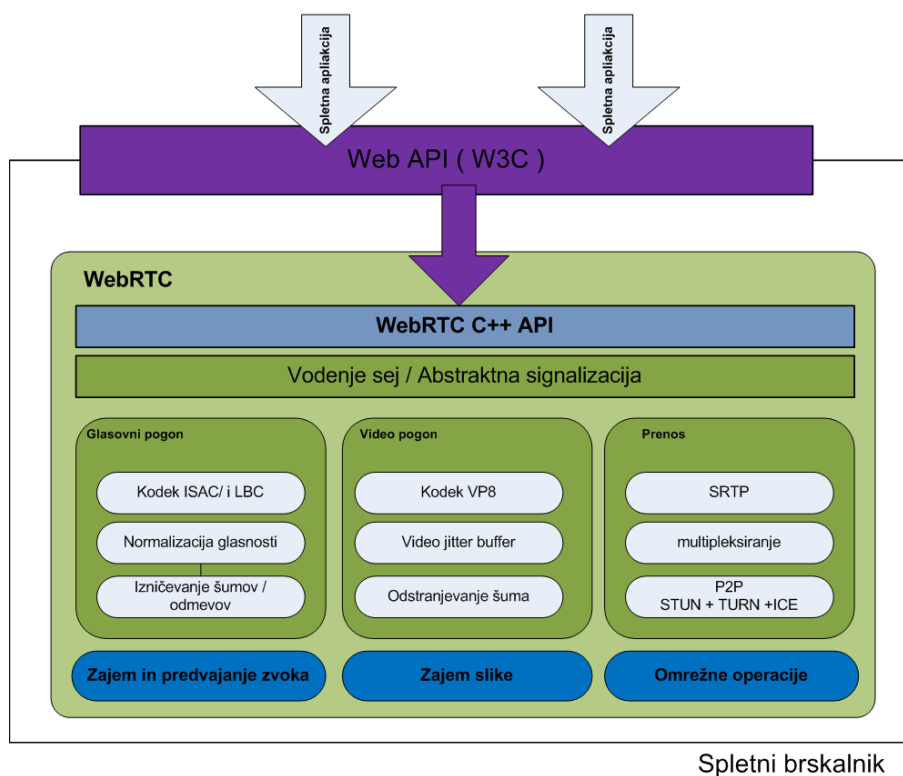 Spletna apliakcija
Spletna apliakcija
Web API ( W3C )
WebRTC
WebRTC C++ API
Vodenje sej / Abstraktna signalizacija
Glasovni pogon
Kodek ISAC/ i LBC
Normalizacija glasnosti
Izničevanje šumov /
odmevov
Video pogon
Kodek VP8
Video jitter buffer
Odstranjevanje šuma
Prenos
SRTP
multipleksiranje
P2P
STUN + TURN +ICE
Zajem in predvajanje zvoka
Zajem slike
Omrežne operacije
Spletni brskalnik